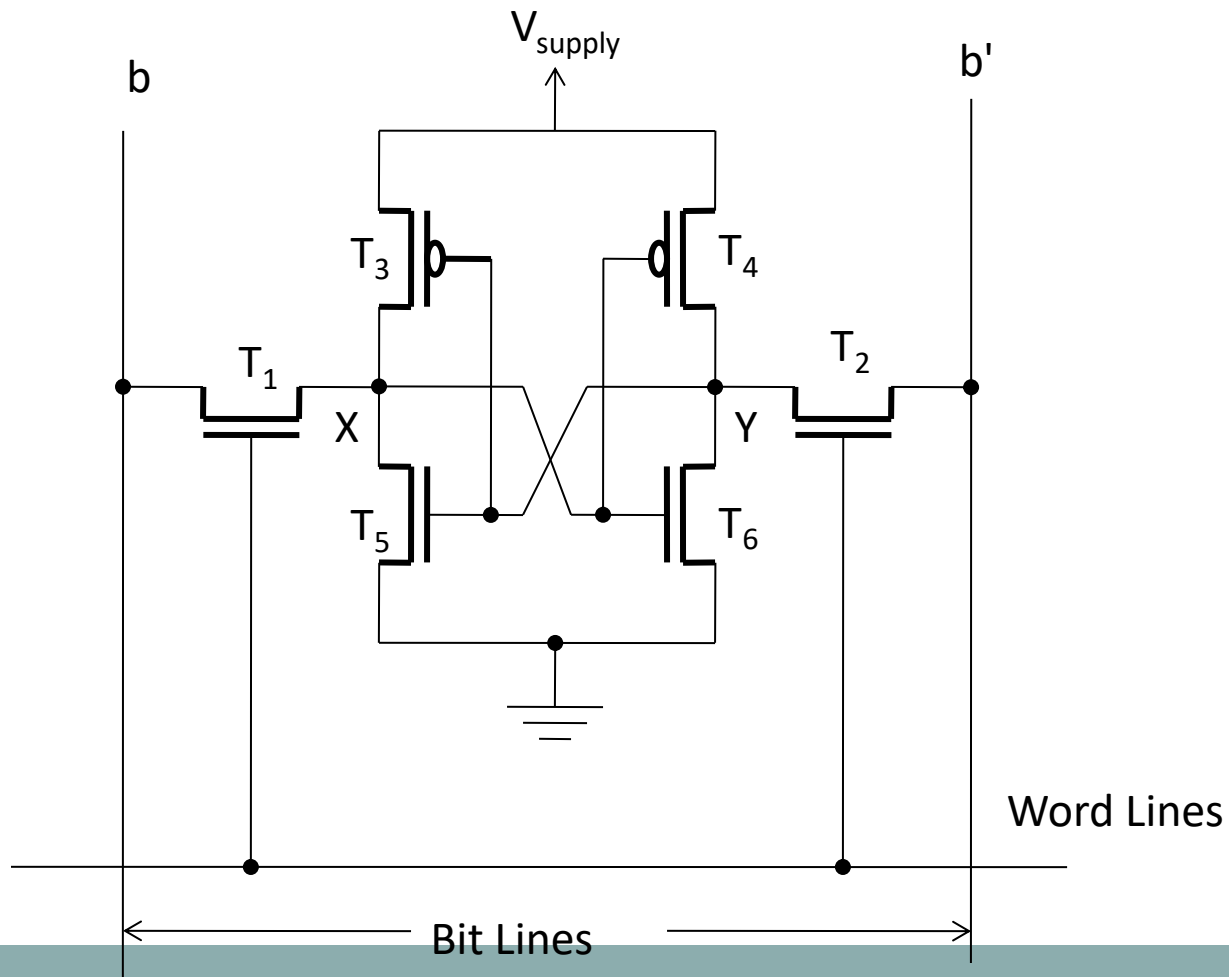 V_supply
b
b'
T_3
T_4
T_1
T_2
X
Y
T_5
T_6
Word Lines
Bit Lines